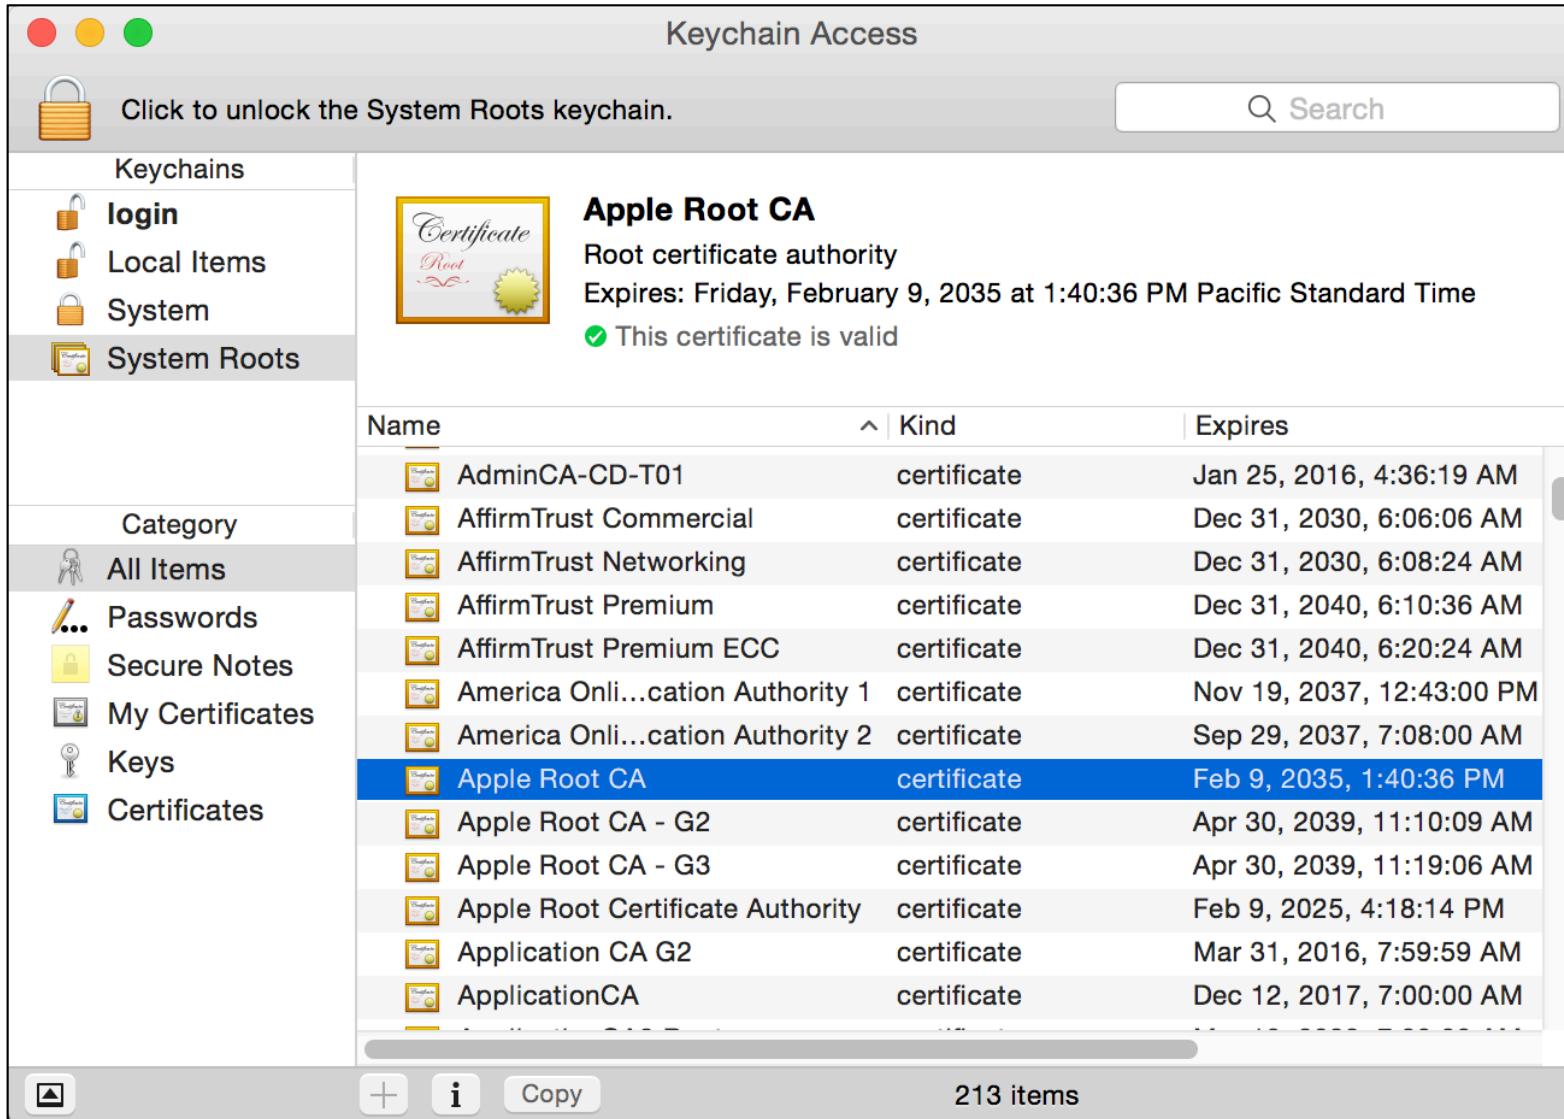 Keychain Access
Click to unlock the System Roots keychain.
Search
Keychains
login
Local Items
System
System Roots
Category
All Items
Passwords
Secure Notes
My Certificates
Keys
Certificates
Certificate
Root
Apple Root CA
Root certificate authority
Expires: Friday, February 9, 2035 at 1:40:36 PM Pacific Standard Time
This certificate is valid
Name Kind Expires
AdminCA-CD-T01 certificate Jan 25, 2016, 4:36:19 AM
AffirmTrust Commercial certificate Dec 31, 2030, 6:06:06 AM
AffirmTrust Networking certificate Dec 31, 2030, 6:08:24 AM
AffirmTrust Premium certificate Dec 31, 2040, 6:10:36 AM
AffirmTrust Premium ECC certificate Dec 31, 2040, 6:20:24 AM
America Onli...cation Authority 1 certificate Nov 19, 2037, 12:43:00 PM
America Onli...cation Authority 2 certificate Sep 29, 2037, 7:08:00 AM
Apple Root CA certificate Feb 9, 2035, 1:40:36 PM
Apple Root CA - G2 certificate Apr 30, 2039, 11:10:09 AM
Apple Root CA - G3 certificate Apr 30, 2039, 11:19:06 AM
Apple Root Certificate Authority certificate Feb 9, 2025, 4:18:14 PM
Application CA G2 certificate Mar 31, 2016, 7:59:59 AM
ApplicationCA certificate Dec 12, 2017, 7:00:00 AM
Copy
213 items